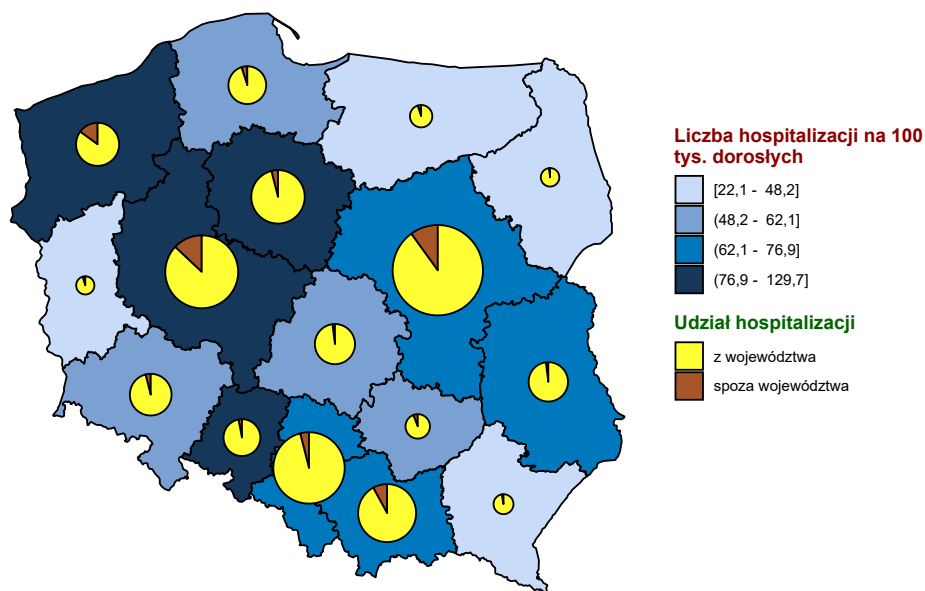 Liczba hospitalizacji na 100
tys. dorosłych
[22,1 - 48,2]
(48,2 - 62,1]
(62,1 - 76,9]
(76,9 - 129,7]
Udział hospitalizacji
z województwa
spoza województwa